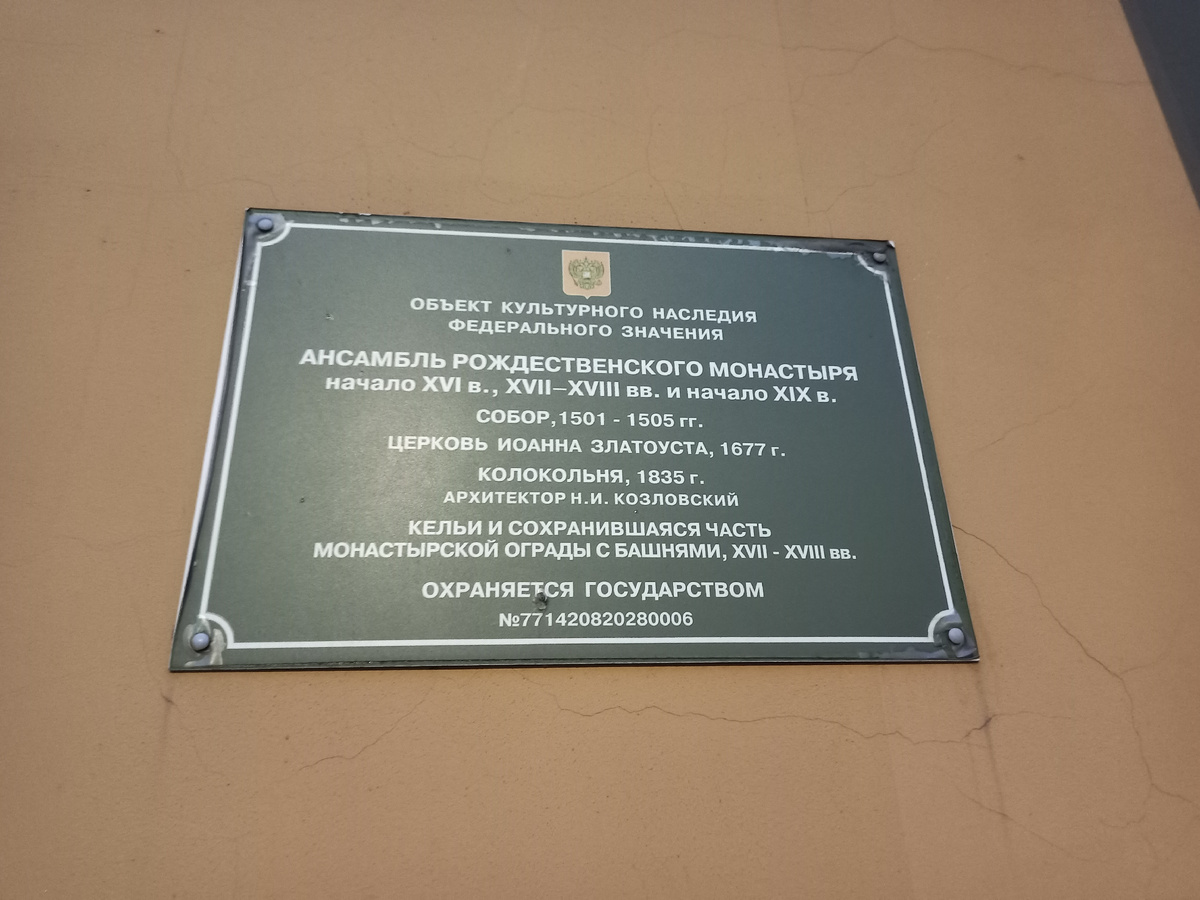 ОБЪЕКТ КУЛЬТУРНОГО НАСЛЕДИЯ
ФЕДЕРАЛЬНОГО ЗНАЧЕНИЯ
АНСАМБЛЬ РОЖДЕСТВЕНСКОГО МОНАСТЫРЯ
начало XVI в., XVII–XVIII вв. и начало XIX в.
СОБОР,1501 - 1505 гг.
ЦЕРКОВЬ ИОАННА ЗЛАТОУСТА, 1677 г.
КОЛОКОЛЬНЯ, 1835 г.
АРХИТЕКТОР Н.И. КОЗЛОВСКИЙ
КЕЛЬИ И СОХРАНИВШАЯСЯ ЧАСТЬ
МОНАСТЫРСКОЙ ОГРАДЫ С БАШНЯМИ, XVII - XVIII вв.
ОХРАНЯЕТСЯ ГОСУДАРСТВОМ
№771420820280006